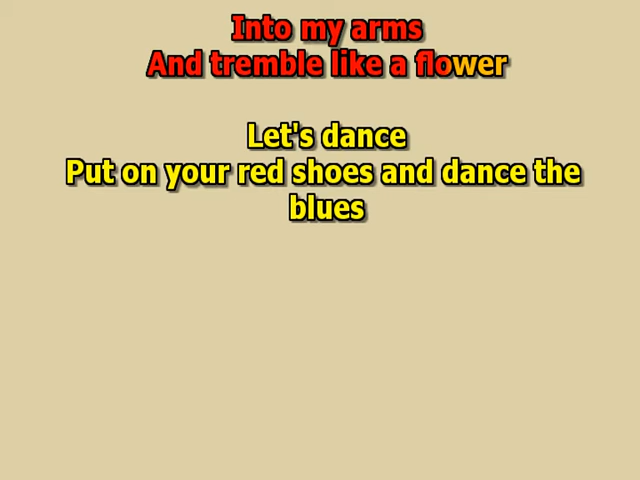 Into my arms
And tremble like a flower
Let's dance
Put on your red shoes and dance the
blues